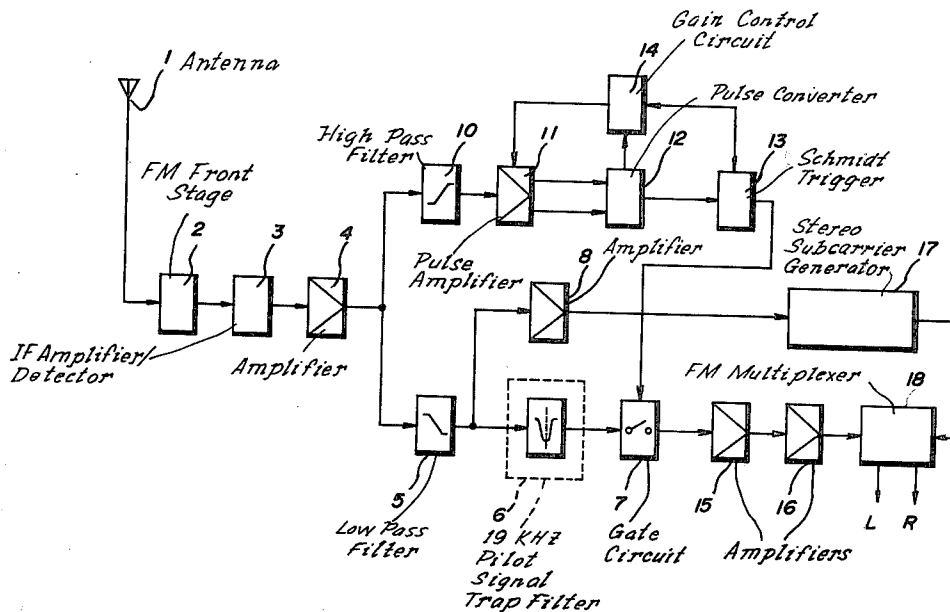 1 Antenna
FM Front
Stage
2
3
4
IF Amplifier/
Detector
Amplifier
High Pass
Filter
10
11
Pulse
Amplifier
14
Gain Control
Circuit
Pulse Converter
12
13
Schmidt
Trigger
8
Amplifier
Stereo
Subcarrier
Generator
17
5
Low Pass
Filter
6
19 KHZ
Pilot
Signal
Trap Filter
7
Gate
Circuit
15
16
Amplifiers
FM Multiplexer
18
L R